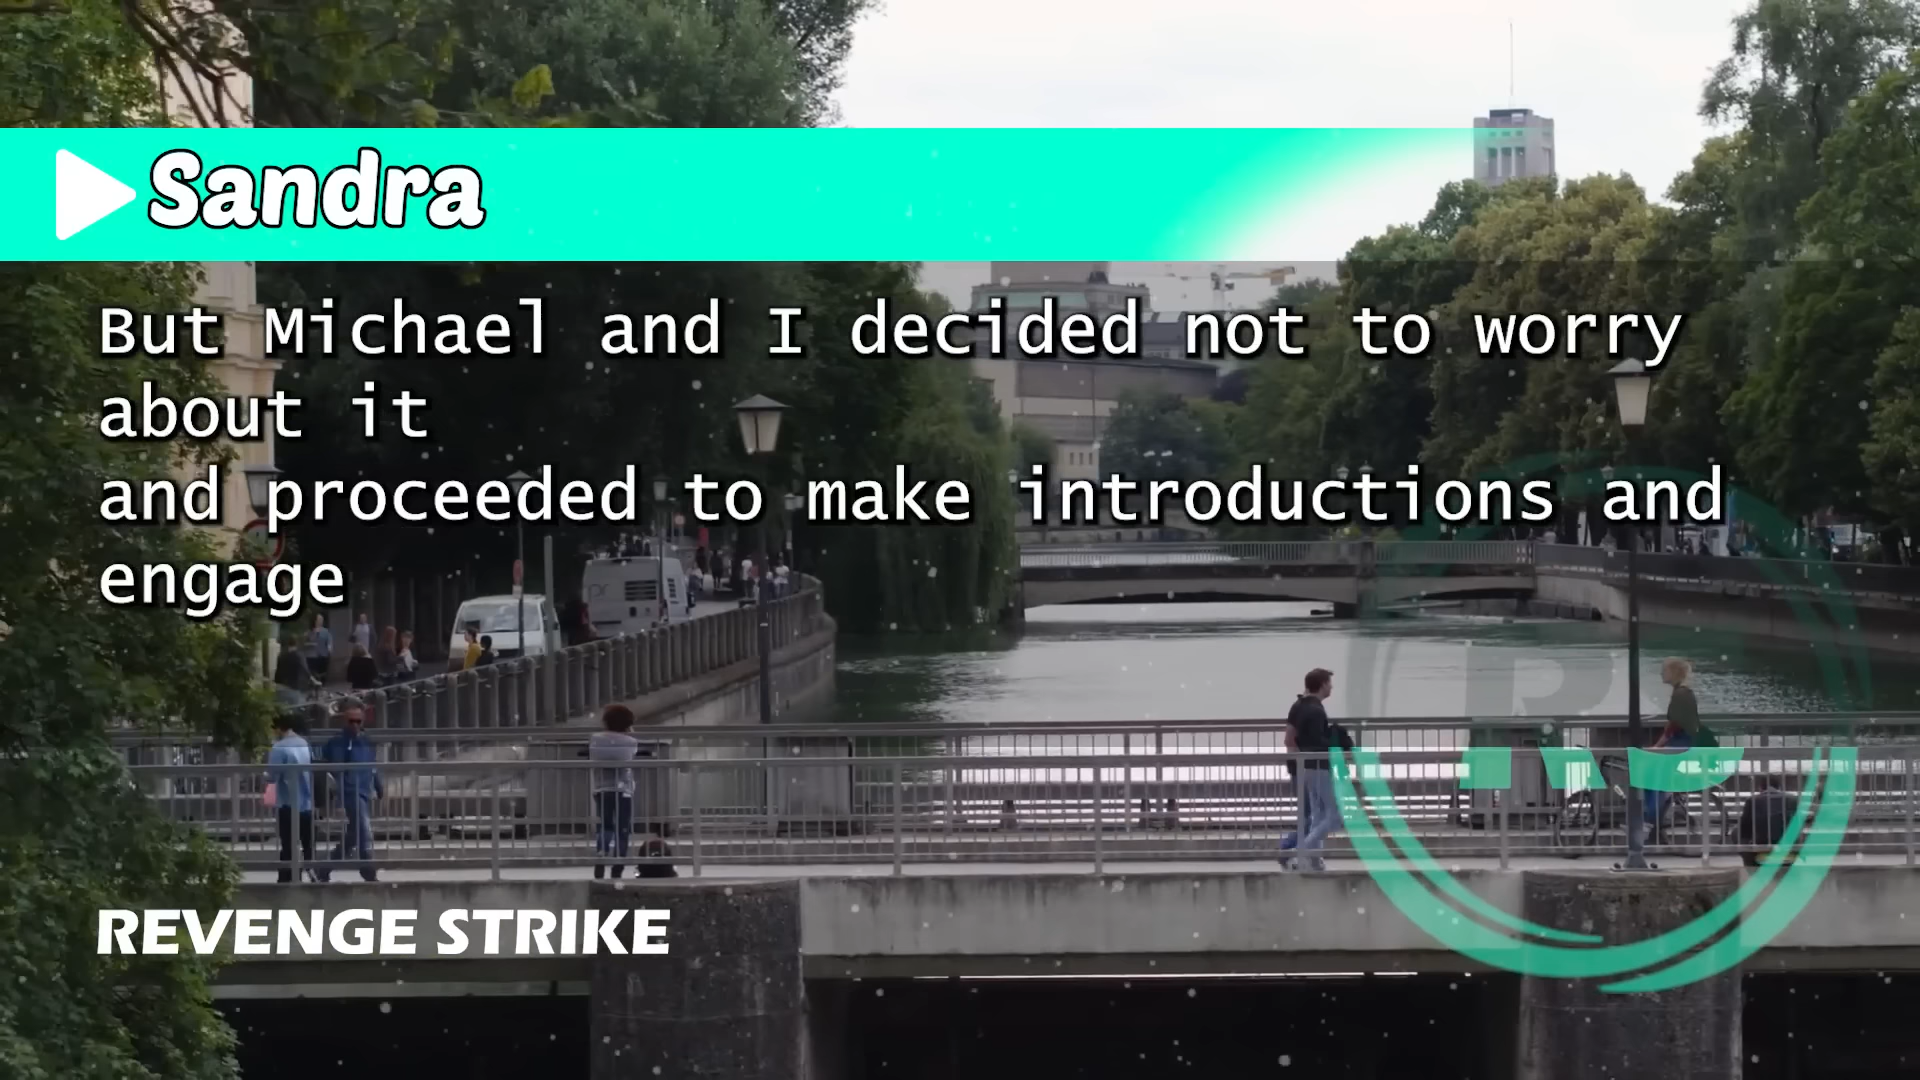 Sandra
But Michael and I decided not to worry
about it
and proceeded to make introductions and
engage
REVENGE STRIKE
RS